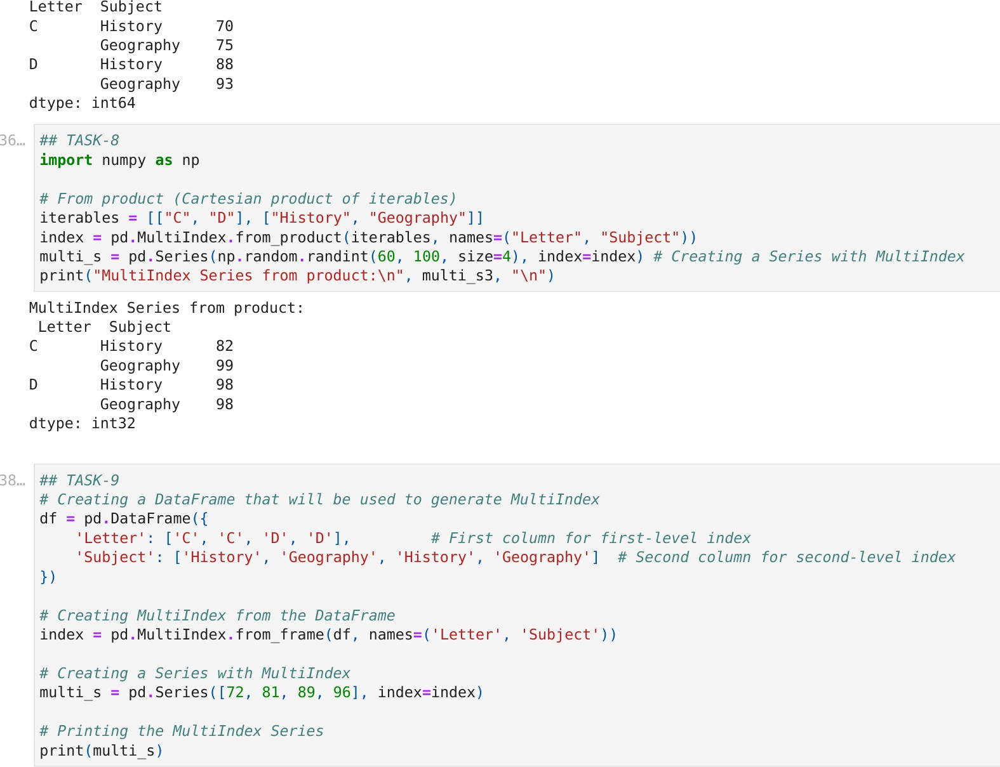 Letter  Subject
C       History      70
        Geography    75
D       History      88
        Geography    93
dtype: int64
36… ## TASK-8
import numpy as np
# From product (Cartesian product of iterables)
iterables = [["C", "D"], ["History", "Geography"]]
index = pd.MultiIndex.from_product(iterables, names=("Letter", "Subject"))
multi_s = pd.Series(np.random.randint(60, 100, size=4), index=index) # Creating a Series with MultiIndex
print("MultiIndex Series from product:\n", multi_s3, "\n")
MultiIndex Series from product:
 Letter  Subject
C       History      82
        Geography    99
D       History      98
        Geography    98
dtype: int32
38… ## TASK-9
# Creating a DataFrame that will be used to generate MultiIndex
df = pd.DataFrame({
    'Letter': ['C', 'C', 'D', 'D'],         # First column for first-level index
    'Subject': ['History', 'Geography', 'History', 'Geography']  # Second column for second-level index
})
# Creating MultiIndex from the DataFrame
index = pd.MultiIndex.from_frame(df, names=('Letter', 'Subject'))
# Creating a Series with MultiIndex
multi_s = pd.Series([72, 81, 89, 96], index=index)
# Printing the MultiIndex Series
print(multi_s)